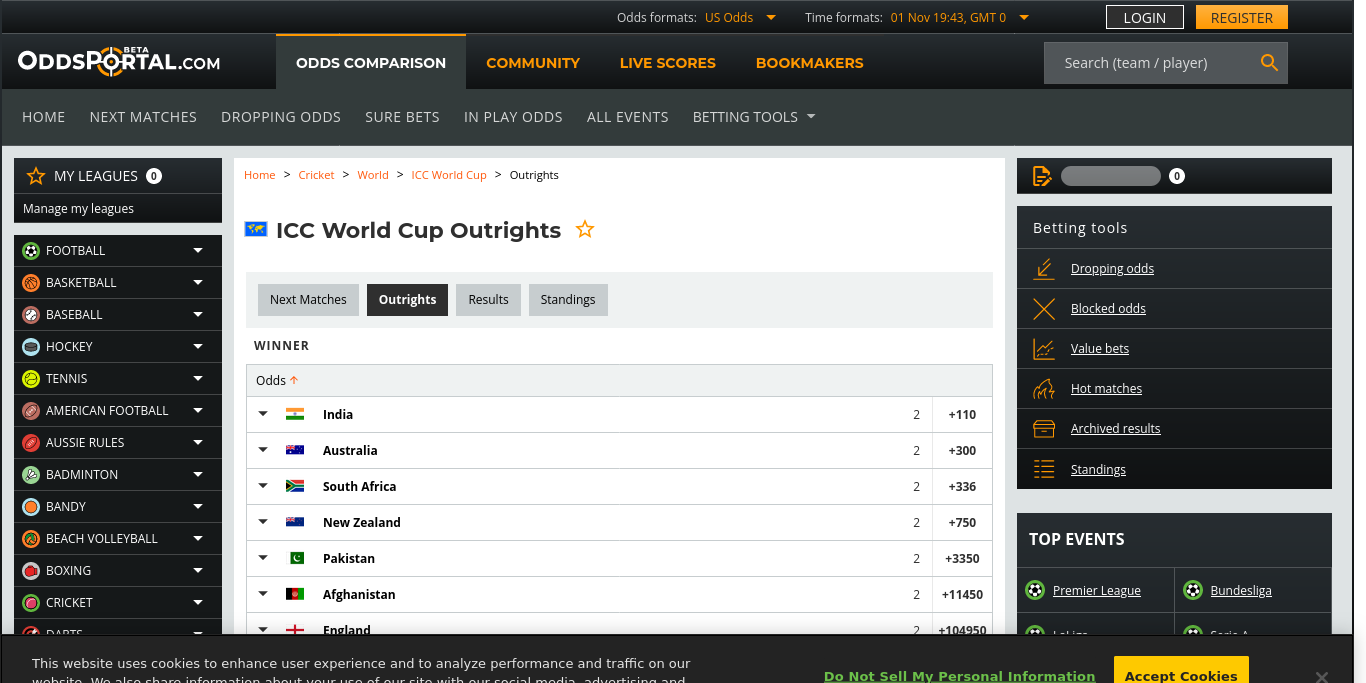 Odds formats: US Odds Time formats: 01 Nov 19:43, GMT 0 LOGIN REGISTER
ODDSPORTAL.COM BETA
ODDS COMPARISON COMMUNITY LIVE SCORES BOOKMAKERS
Search (team / player)
HOME NEXT MATCHES DROPPING ODDS SURE BETS IN PLAY ODDS ALL EVENTS BETTING TOOLS
MY LEAGUES 0
Manage my leagues
FOOTBALL
BASKETBALL
BASEBALL
HOCKEY
TENNIS
AMERICAN FOOTBALL
AUSSIE RULES
BADMINTON
BANDY
BEACH VOLLEYBALL
BOXING
CRICKET
DARTS
Home > Cricket > World > ICC World Cup > Outrights
ICC World Cup Outrights
Next Matches Outrights Results Standings
WINNER
Odds
India 2 +110
Australia 2 +300
South Africa 2 +336
New Zealand 2 +750
Pakistan 2 +3350
Afghanistan 2 +11450
England 2 +104950
0
Betting tools
Dropping odds
Blocked odds
Value bets
Hot matches
Archived results
Standings
TOP EVENTS
Premier League Bundesliga
LaLiga Serie A
This website uses cookies to enhance user experience and to analyze performance and traffic on our
website. We also share information about your use of our site with our social media, advertising and
Do Not Sell My Personal Information Accept Cookies